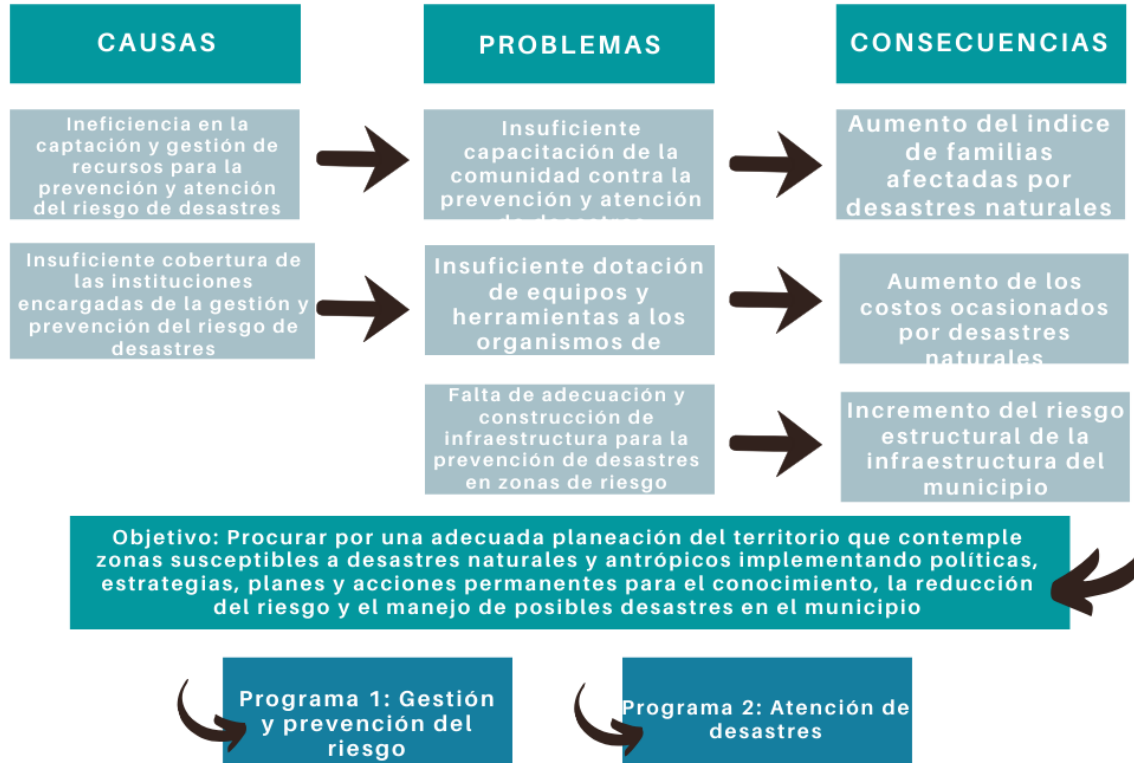 CAUSAS
PROBLEMAS
CONSECUENCIAS
Ineficiencia en la
captación y gestión de
recursos para la
prevención y atención
del riesgo de desastres
Insuficiente
capacitación de la
comunidad contra la
prevención y atención
de desastres
Aumento del indice
de familias
afectadas por
desastres naturales
Insuficiente cobertura de
las instituciones
encargadas de la gestión y
prevención del riesgo de
desastres
Insuficiente dotación
de equipos y
herramientas a los
organismos de
Aumento de los
costos ocasionados
por desastres
naturales
Falta de adecuación y
construcción de
infraestructura para la
prevención de desastres
en zonas de riesgo
Incremento del riesgo
estructural de la
infraestructura del
municipio
Objetivo: Procurar por una adecuada planeación del territorio que contemple
zonas susceptibles a desastres naturales y antrópicos implementando políticas,
estrategias, planes y acciones permanentes para el conocimiento, la reducción
del riesgo y el manejo de posibles desastres en el municipio
Programa 1: Gestión
y prevención del
riesgo
Programa 2: Atención de
desastres